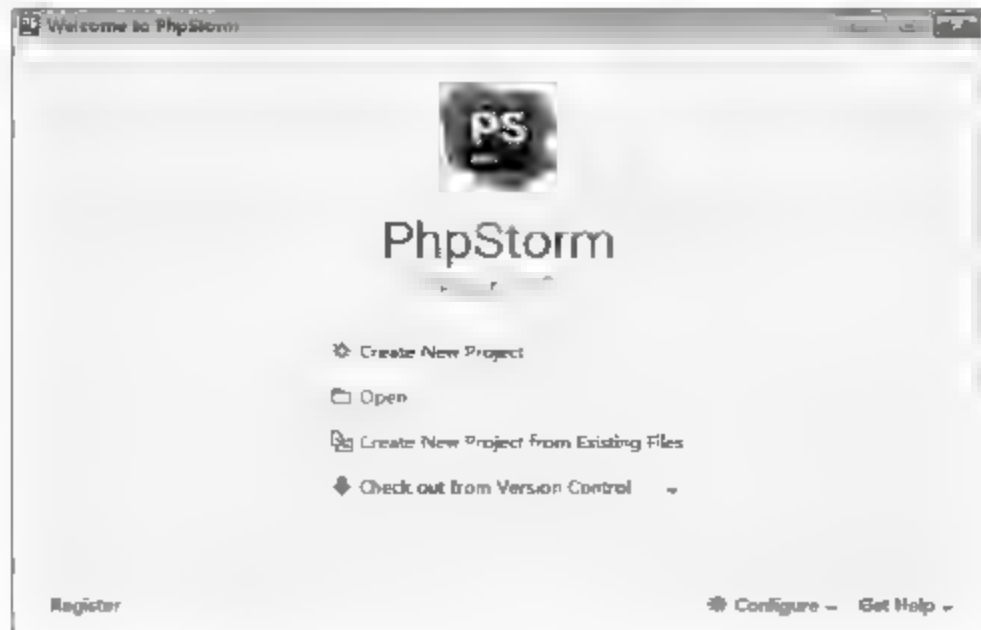 PS Welcome to PhpStorm
PS
PhpStorm
Create New Project
Open
Create New Project from Existing Files
Check out from Version Control
Register
Configure
Get Help